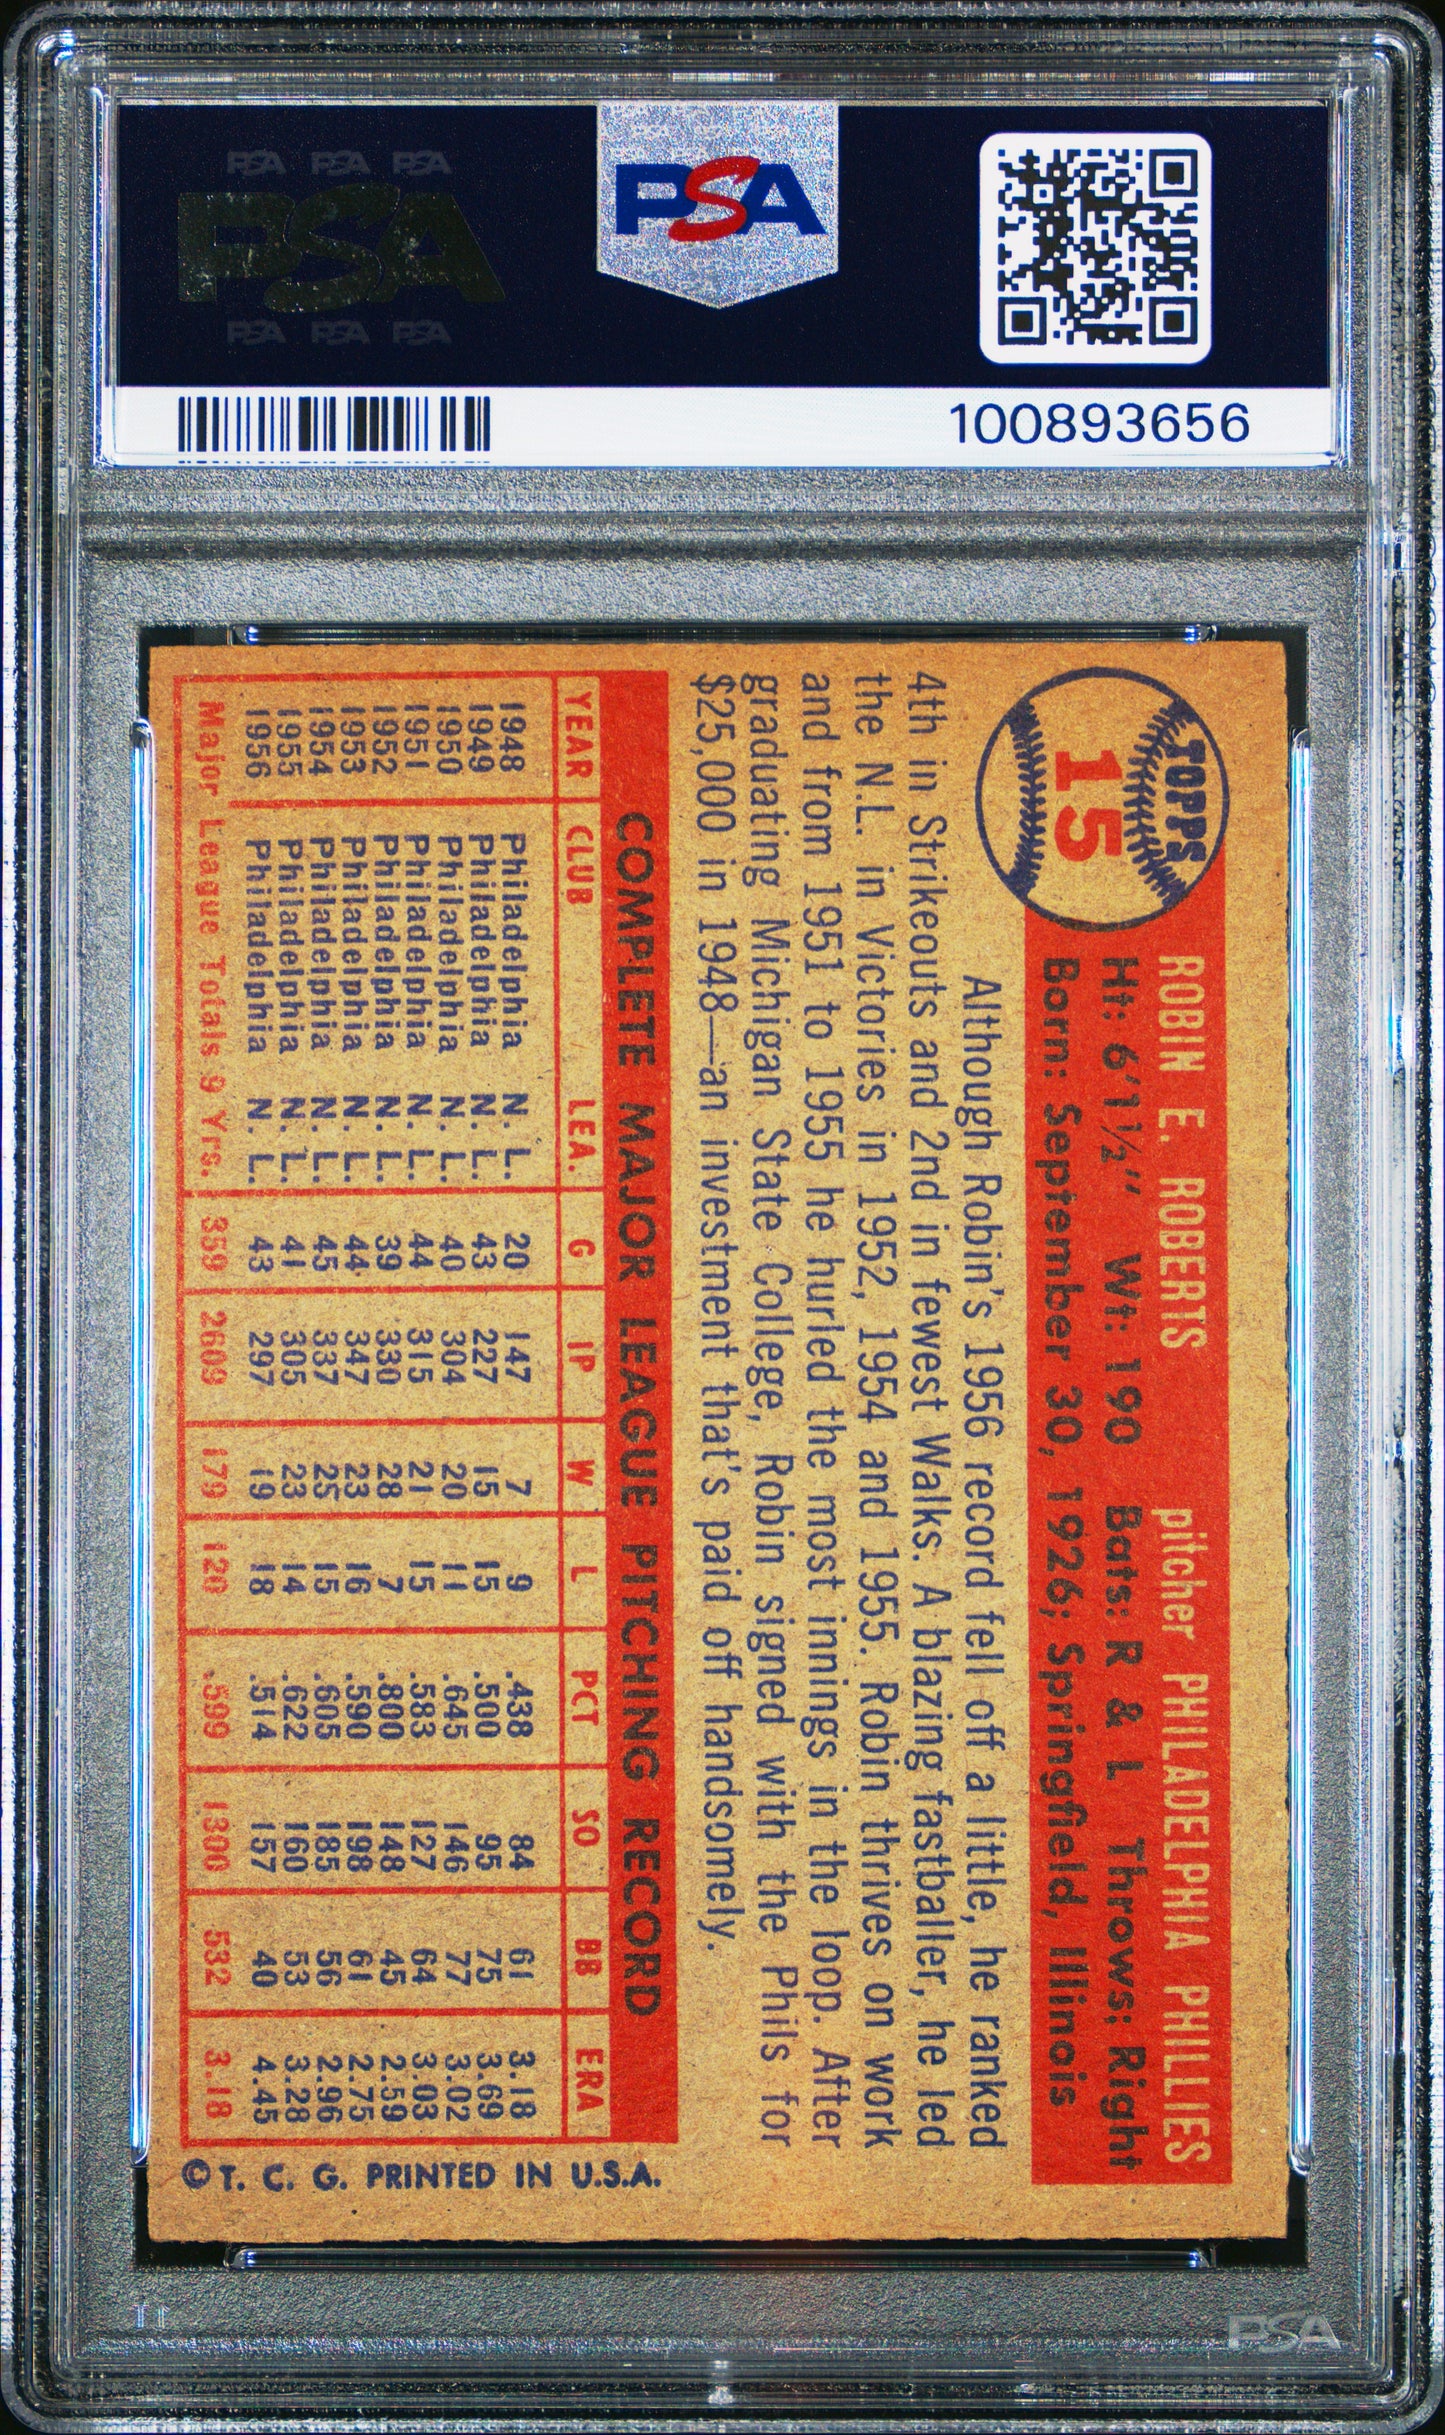 PSA PSA PSA
PSA
PSA PSA PSA
PSA
100893656
TOPPS
15
ROBIN E. ROBERTS pitcher PHILADELPHIA PHILLIES
Ht: 6'1½" Wt: 190 Bats: R & L Throws: Right
Born: September 30, 1926; Springfield, Illinois
Although Robin's 1956 record fell off a little, he ranked
4th in Strikeouts and 2nd in fewest Walks. A blazing fastballer, he led
the N.L. in Victories in 1952, 1954 and 1955. Robin thrives on work
and from 1951 to 1955 he hurled the most innings in the loop. After
graduating Michigan State College, Robin signed with the Phils for
$25,000 in 1948—an investment that's paid off handsomely.
COMPLETE MAJOR LEAGUE PITCHING RECORD
YEAR CLUB LEA. G IP W L PCT SO BB ERA
1948 Philadelphia N. L. 20 147 7 9 .438 84 61 3.18
1949 Philadelphia N. L. 43 227 15 15 .500 95 75 3.69
1950 Philadelphia N. L. 40 304 20 11 .645 146 77 3.02
1951 Philadelphia N. L. 44 315 21 15 .583 127 64 3.03
1952 Philadelphia N. L. 39 330 28 7 .800 148 45 2.59
1953 Philadelphia N. L. 44 347 23 16 .590 198 61 2.75
1954 Philadelphia N. L. 45 337 25 15 .605 185 56 2.96
1955 Philadelphia N. L. 41 305 23 14 .622 160 53 3.28
1956 Philadelphia N. L. 43 297 19 18 .514 157 40 4.45
Major League Totals 9 Yrs. 359 2609 179 120 .599 1300 532 3.18
© T. C. G. PRINTED IN U.S.A.
PSA